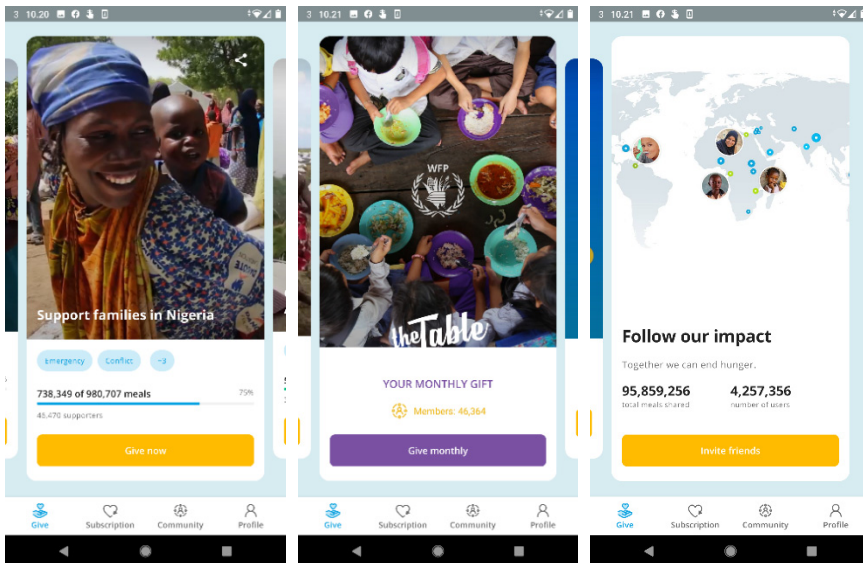 3 10.20
Support families in Nigeria
Emergency
Conflict
+3
738,349 of 980,707 meals
75%
supporters
Give now
Give
Subscription
Community
Profile
3 10.21
WFP
theTable
YOUR MONTHLY GIFT
Members: 46,364
Give monthly
Give
Subscription
Community
Profile
3 10.21
Follow our impact
Together we can end hunger.
95,859,256
total meals shared
4,257,356
number of users
Invite friends
Give
Subscription
Community
Profile